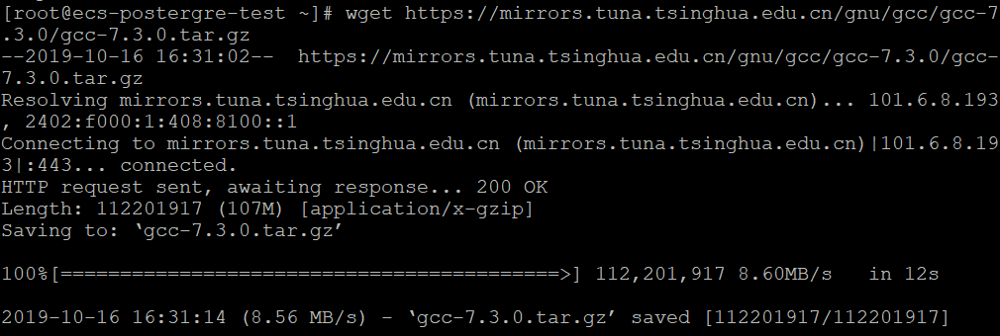 [root@ecs-postergre-test ~]# wget https://mirrors.tuna.tsinghua.edu.cn/gnu/gcc/gcc-7
.3.0/gcc-7.3.0.tar.gz
--2019-10-16 16:31:02--  https://mirrors.tuna.tsinghua.edu.cn/gnu/gcc/gcc-7.3.0/gcc-
7.3.0.tar.gz
Resolving mirrors.tuna.tsinghua.edu.cn (mirrors.tuna.tsinghua.edu.cn)... 101.6.8.193
, 2402:f000:1:408:8100::1
Connecting to mirrors.tuna.tsinghua.edu.cn (mirrors.tuna.tsinghua.edu.cn)|101.6.8.19
3|:443... connected.
HTTP request sent, awaiting response... 200 OK
Length: 112201917 (107M) [application/x-gzip]
Saving to: ‘gcc-7.3.0.tar.gz’
100%[==========================================>] 112,201,917 8.60MB/s   in 12s
2019-10-16 16:31:14 (8.56 MB/s) - ‘gcc-7.3.0.tar.gz’ saved [112201917/112201917]